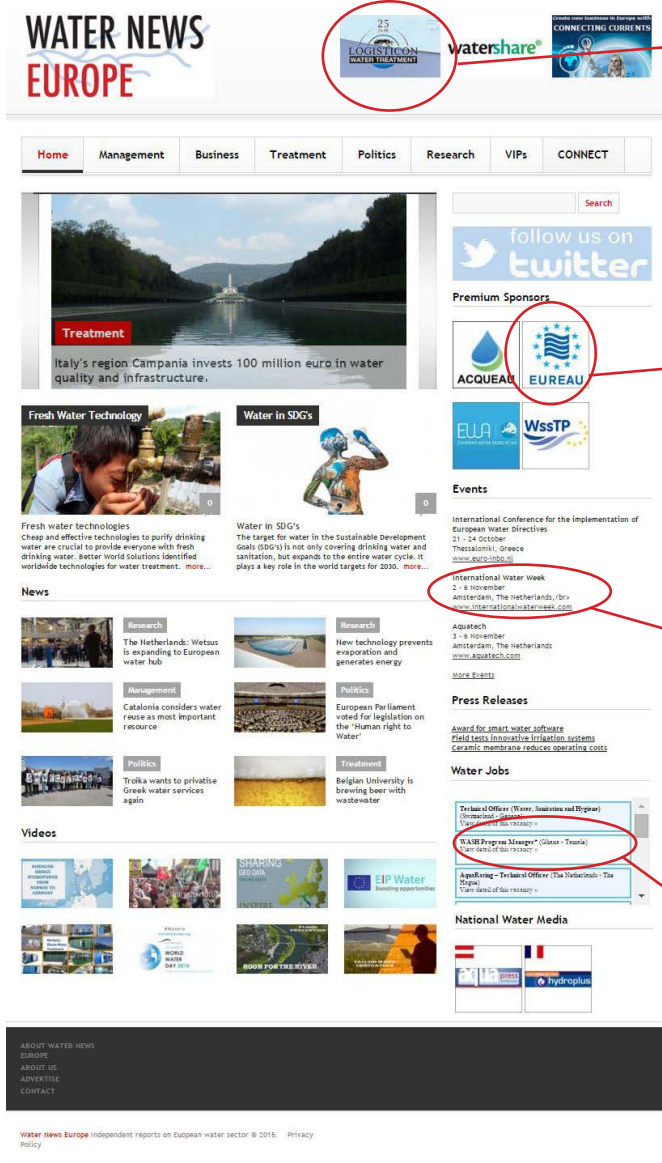 WATER NEWS
EUROPE
25
LOGISTICON
WATER TREATMENT
watershare®
Create new business in Europe with
CONNECTING CURRENTS
Home
Management
Business
Treatment
Politics
Research
VIPs
CONNECT
Treatment
Italy's region Campania invests 100 million euro in water
quality and infrastructure.
Search
follow us on
twitter
Premium Sponsors
ACQUEAU
EUREAU
EWA
WssTP
Fresh Water Technology
0
Fresh water technologies
Cheap and effective technologies to purify drinking
water are crucial to provide everyone with fresh
drinking water. Better World Solutions identified
worldwide technologies for water treatment. more...
Water in SDG's
0
Water in SDG's
The target for water in the Sustainable Development
Goals (SDG's) is not only covering drinking water and
sanitation, but expands to the entire water cycle. It
plays a key role in the world targets for 2030. more...
Events
International Conference for the implementation of
European Water Directives
21 - 24 October
Thessaloniki, Greece
www.euro-inbo.nl
International Water Week
2 - 6 November
Amsterdam, The Netherlands,/br>
www.internationalwaterweek.com
Aquatech
3 - 6 November
Amsterdam, The Netherlands
www.aquatech.com
More Events
News
Research
The Netherlands: Wetsus
is expanding to European
water hub
Research
New technology prevents
evaporation and
generates energy
Management
Catalonia considers water
reuse as most important
resource
Politics
European Parliament
voted for legislation on
the 'Human right to
Water'
Politics
Troika wants to privatise
Greek water services
again
Treatment
Belgian University is
brewing beer with
wastewater
Press Releases
Award for smart water software
Field tests innovative irrigation systems
Ceramic membrane reduces operating costs
Water Jobs
Technical Officer (Water, Sanitation and Hygiene)
(Switzerland - Geneva)
View detail of this vacancy »
WASH Program Manager* (Ghana - Tamale)
View detail of this vacancy »
AquaRating - Technical Officer (The Netherlands - The
Hague)
View detail of this vacancy »
Videos
HYDROPOWER
FROM
GERMANY
SHARING
GEO DATA
INSPIRE
EIP Water
Boosting opportunities
WORLD
WATER
DAY 2015
ROOM FOR THE RIVER
National Water Media
aqua press
hydroplus
ABOUT WATER NEWS
EUROPE
ABOUT US
ADVERTISE
CONTACT
Water News Europe Independent reports on Euopean water sector © 2015. Privacy
Policy